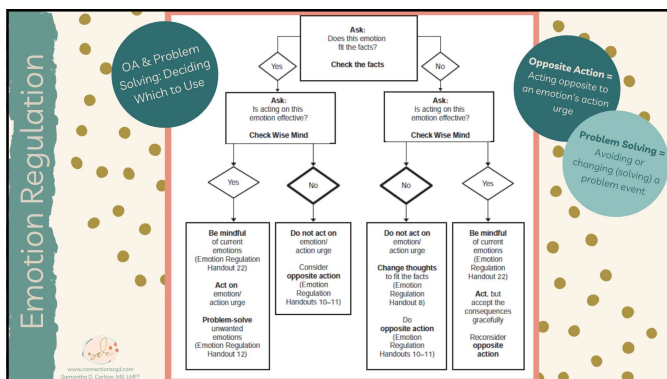 Emotion Regulation
OA & Problem
Solving: Deciding
Which to Use
Ask:
Does this emotion
fit the facts?
Check the facts
Yes
No
Ask:
Is acting on this
emotion effective?
Check Wise Mind
Ask:
Is acting on this
emotion effective?
Check Wise Mind
Yes
No
No
Yes
Be mindful
of current
emotions
(Emotion Regulation
Handout 22)
Act on
emotion/
action urge
Problem-solve
unwanted
emotions
(Emotion Regulation
Handout 12)
Do not act on
emotion/
action urge
Consider
opposite action
(Emotion
Regulation
Handouts 10–11)
Do not act on
emotion/
action urge
Change thoughts
to fit the facts
(Emotion
Regulation
Handout 8)
Do
opposite action
(Emotion
Regulation
Handouts 10–11)
Be mindful
of current
emotions
(Emotion
Regulation
Handout 22)
Act, but
accept the
consequences
gracefully
Reconsider
opposite
action
Opposite Action =
Acting opposite to
an emotion's action
urge
Problem Solving =
Avoiding or
changing (solving) a
problem event
www.connectionscgd.com
Samantha D. Carlson, MS, LMFT